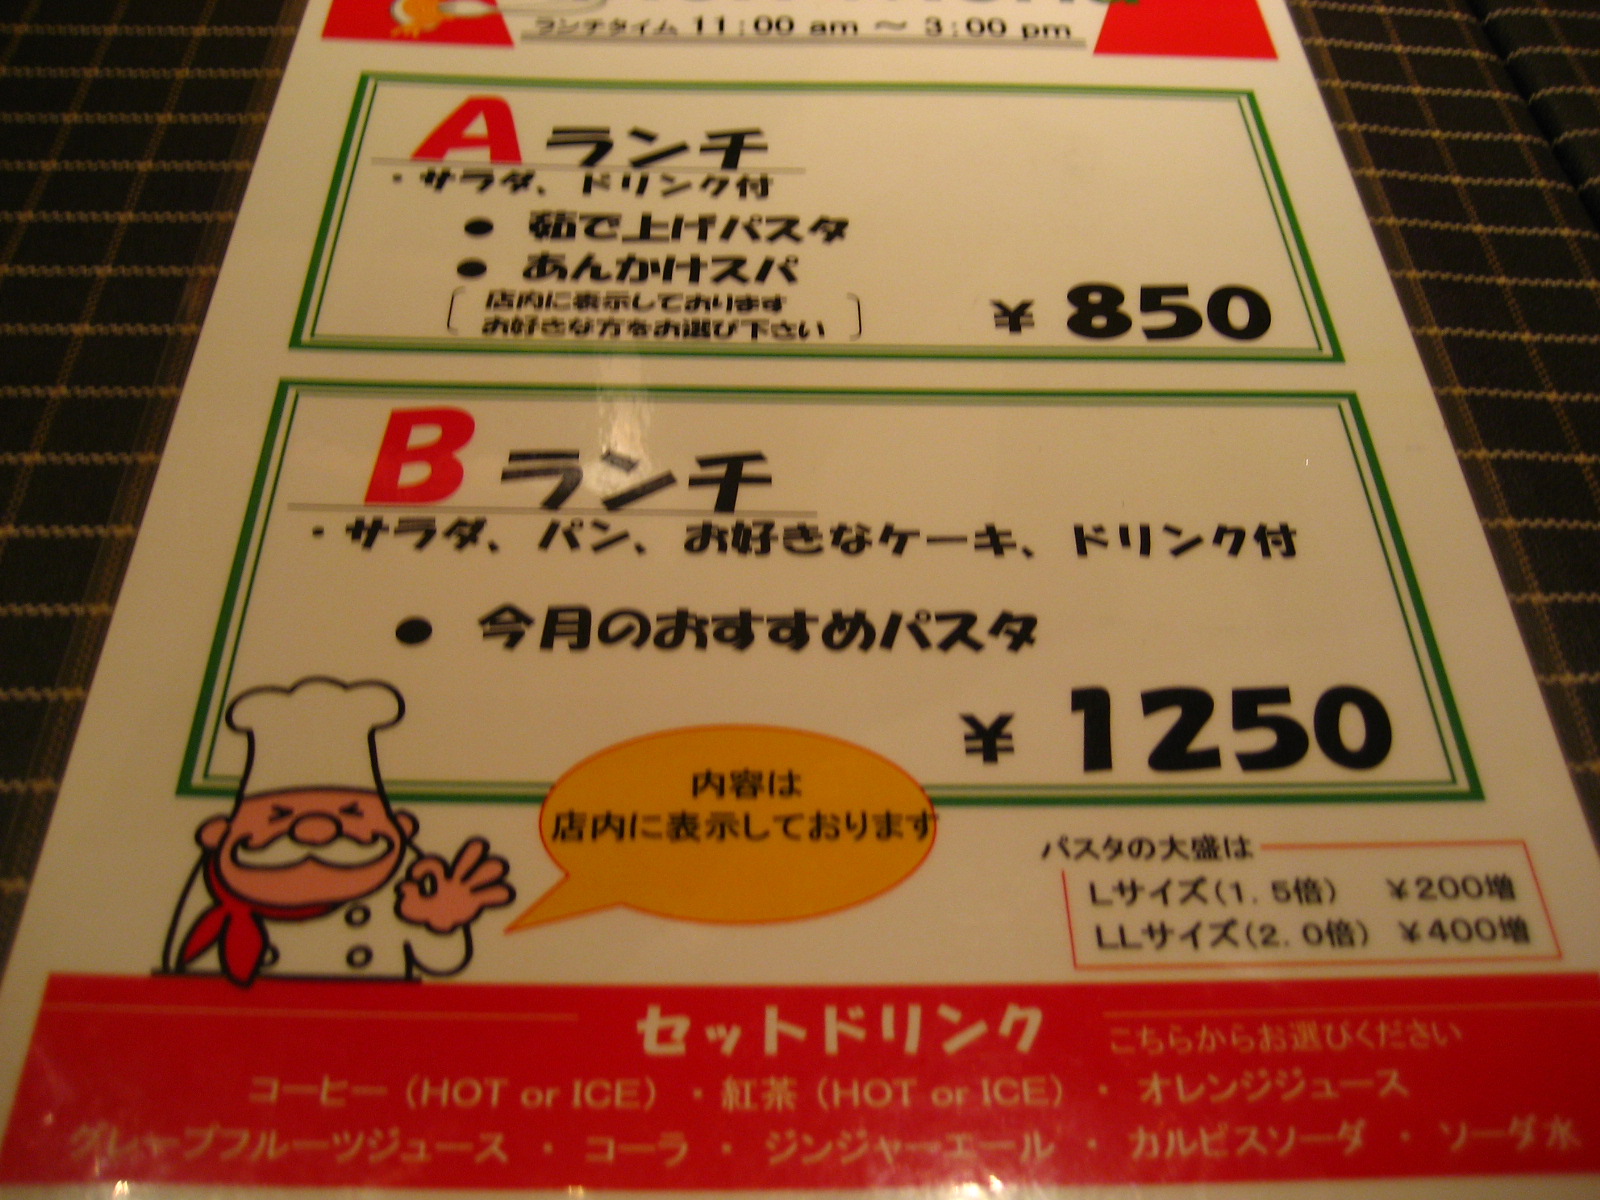 ランチタイム 11:00 am ～ 3:00 pm
A ランチ
・サラダ、ドリンク付
● 茹で上げパスタ
● あんかけスパ
店内に表示しております
お好きな方をお選び下さい
¥ 850
B ランチ
・サラダ、パン、お好きなケーキ、ドリンク付
● 今月のおすすめパスタ
¥ 1250
内容は
店内に表示しております
パスタの大盛は
Lサイズ(1.5倍) ¥200増
LLサイズ(2.0倍) ¥400増
セットドリンク こちらからお選びください
コーヒー（HOT or ICE）・紅茶（HOT or ICE）・オレンジジュース
グレープフルーツジュース・コーラ・ジンジャーエール・カルピスソーダ・ソーダ水